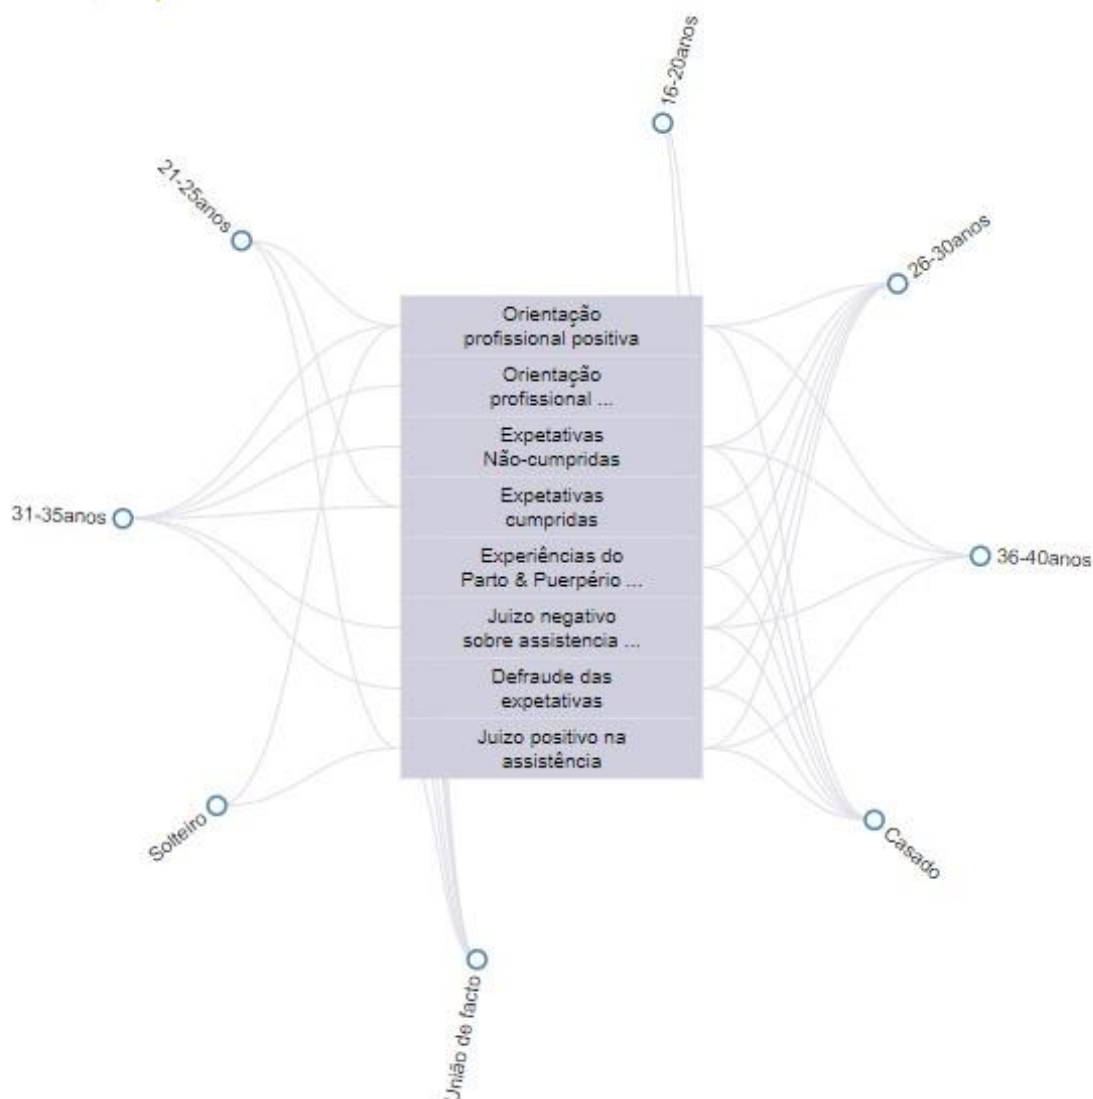 16-20anos
21-25anos
26-30anos
Orientação
profissional positiva
Orientação
profissional ...
Expetativas
Não-cumpridas
Expetativas
cumpridas
31-35anos
Experiências do
Parto & Puerpério ...
36-40anos
Juizo negativo
sobre assistencia ...
Defraude das
expetativas
Juizo positivo na
assistência
Solteiro
Casado
União de facto